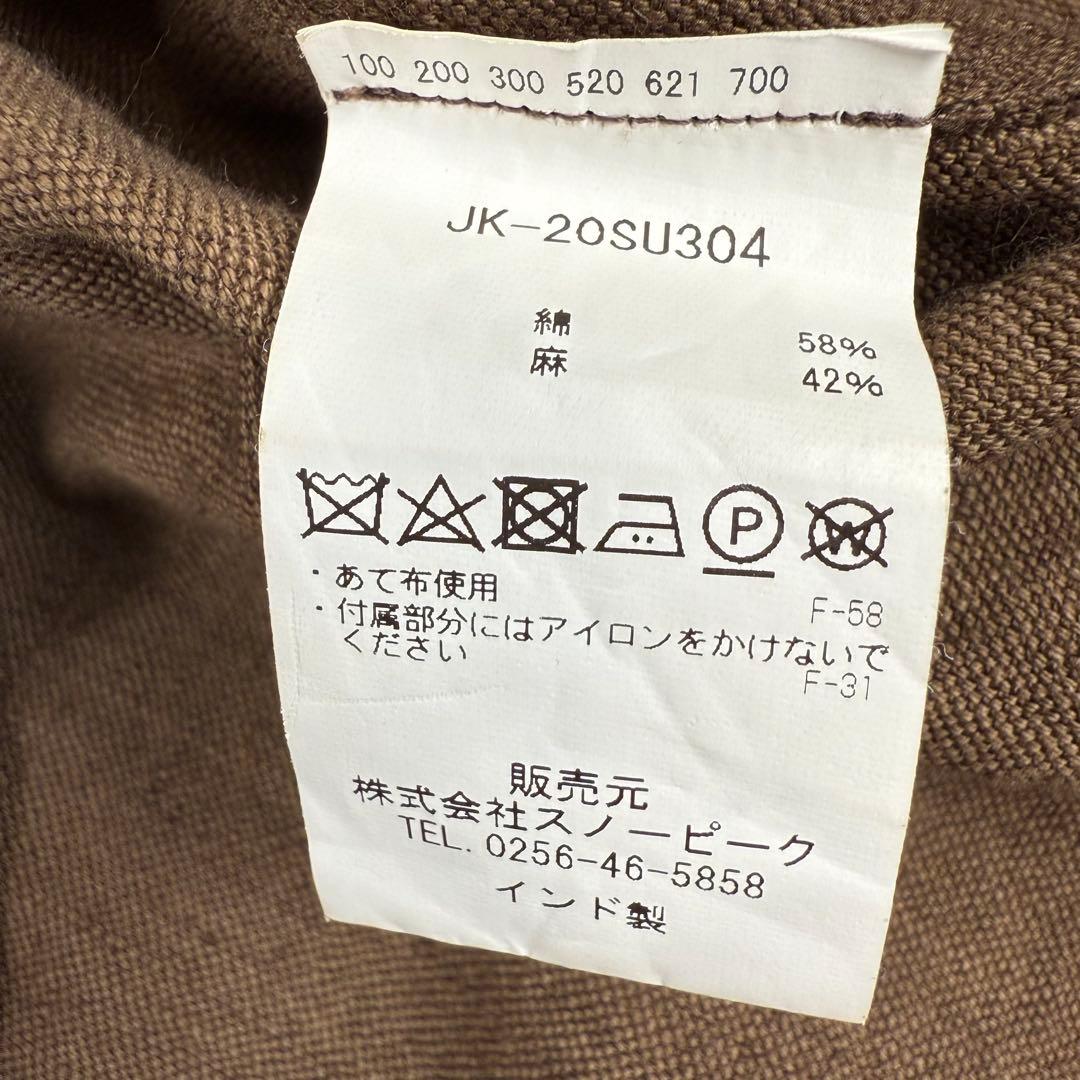 100 200 300 520 621 700
JK-20SU304
綿 58%
麻 42%
P W
・あて布使用
F-58
・付属部分にはアイロンをかけないで
ください
F-31
販売元
株式会社スノーピーク
TEL. 0256-46-5858
インド製